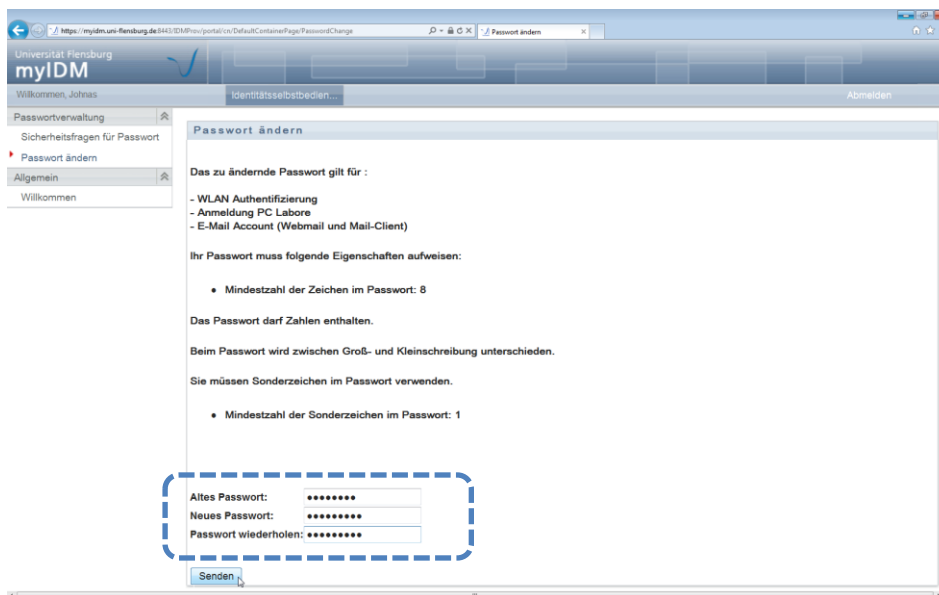 https://myidm.uni-flensburg.de:8443/IDMProv/portal/cn/DefaultContainerPage/PasswordChange
Passwort ändern
Universität Flensburg
myIDM
Willkommen, Johnas
Identitätsselbstbedien...
Abmelden
Passwortverwaltung
Sicherheitsfragen für Passwort
Passwort ändern
Allgemein
Willkommen
Passwort ändern
Das zu ändernde Passwort gilt für :
- WLAN Authentifizierung
- Anmeldung PC Labore
- E-Mail Account (Webmail und Mail-Client)
Ihr Passwort muss folgende Eigenschaften aufweisen:
• Mindestzahl der Zeichen im Passwort: 8
Das Passwort darf Zahlen enthalten.
Beim Passwort wird zwischen Groß- und Kleinschreibung unterschieden.
Sie müssen Sonderzeichen im Passwort verwenden.
• Mindestzahl der Sonderzeichen im Passwort: 1
Altes Passwort: ••••••••
Neues Passwort: •••••••••
Passwort wiederholen: •••••••••
Senden